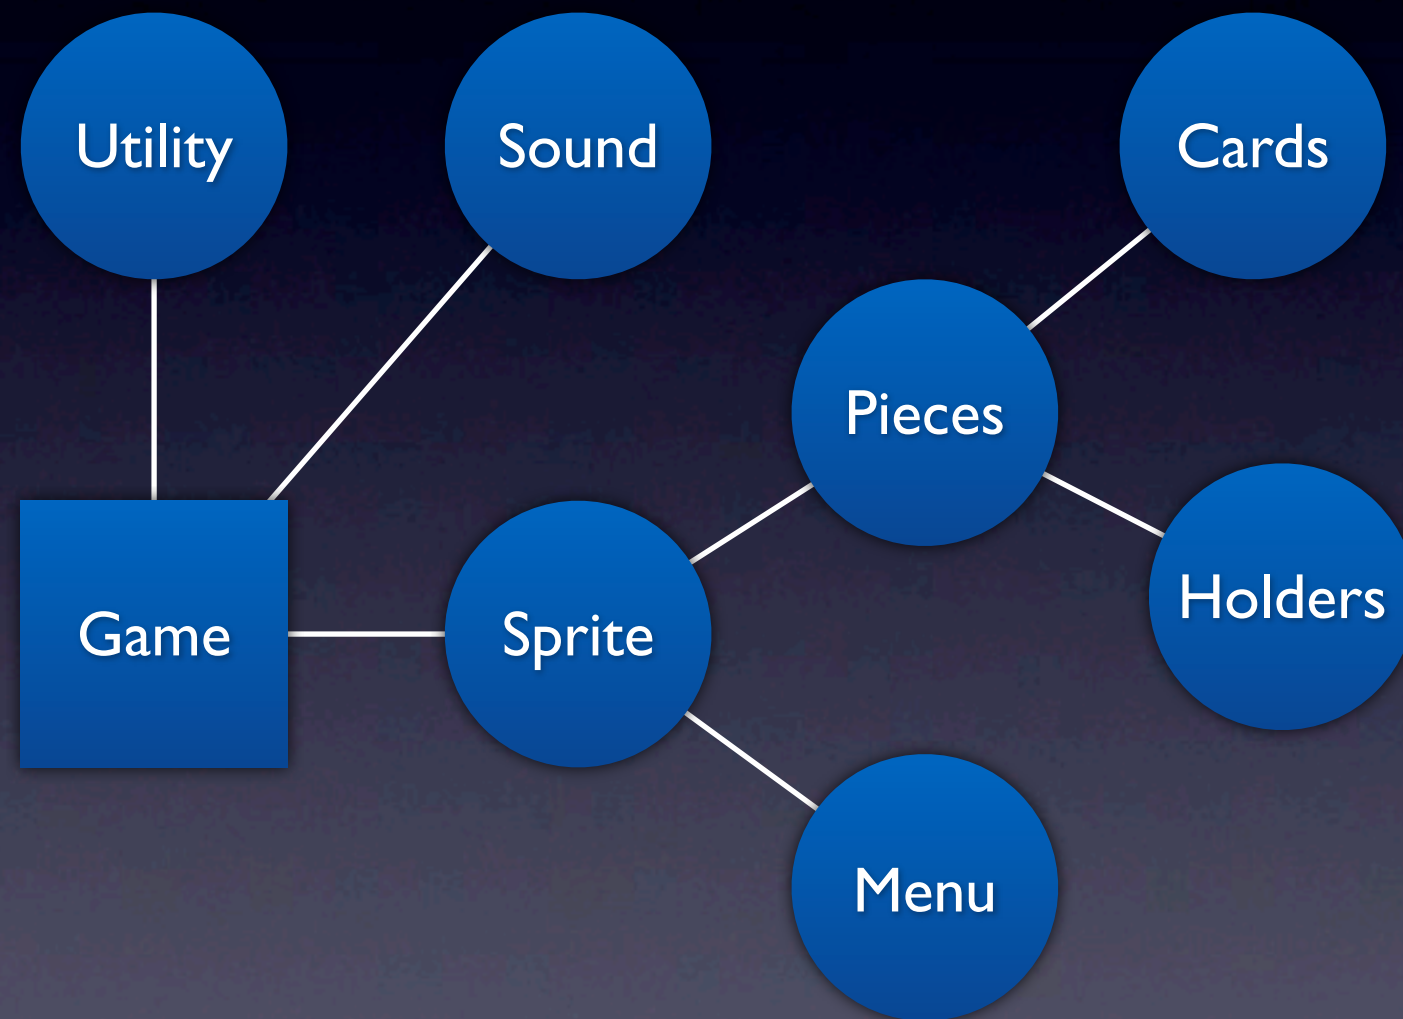 Utility
Sound
Cards
Pieces
Holders
Game
Sprite
Menu